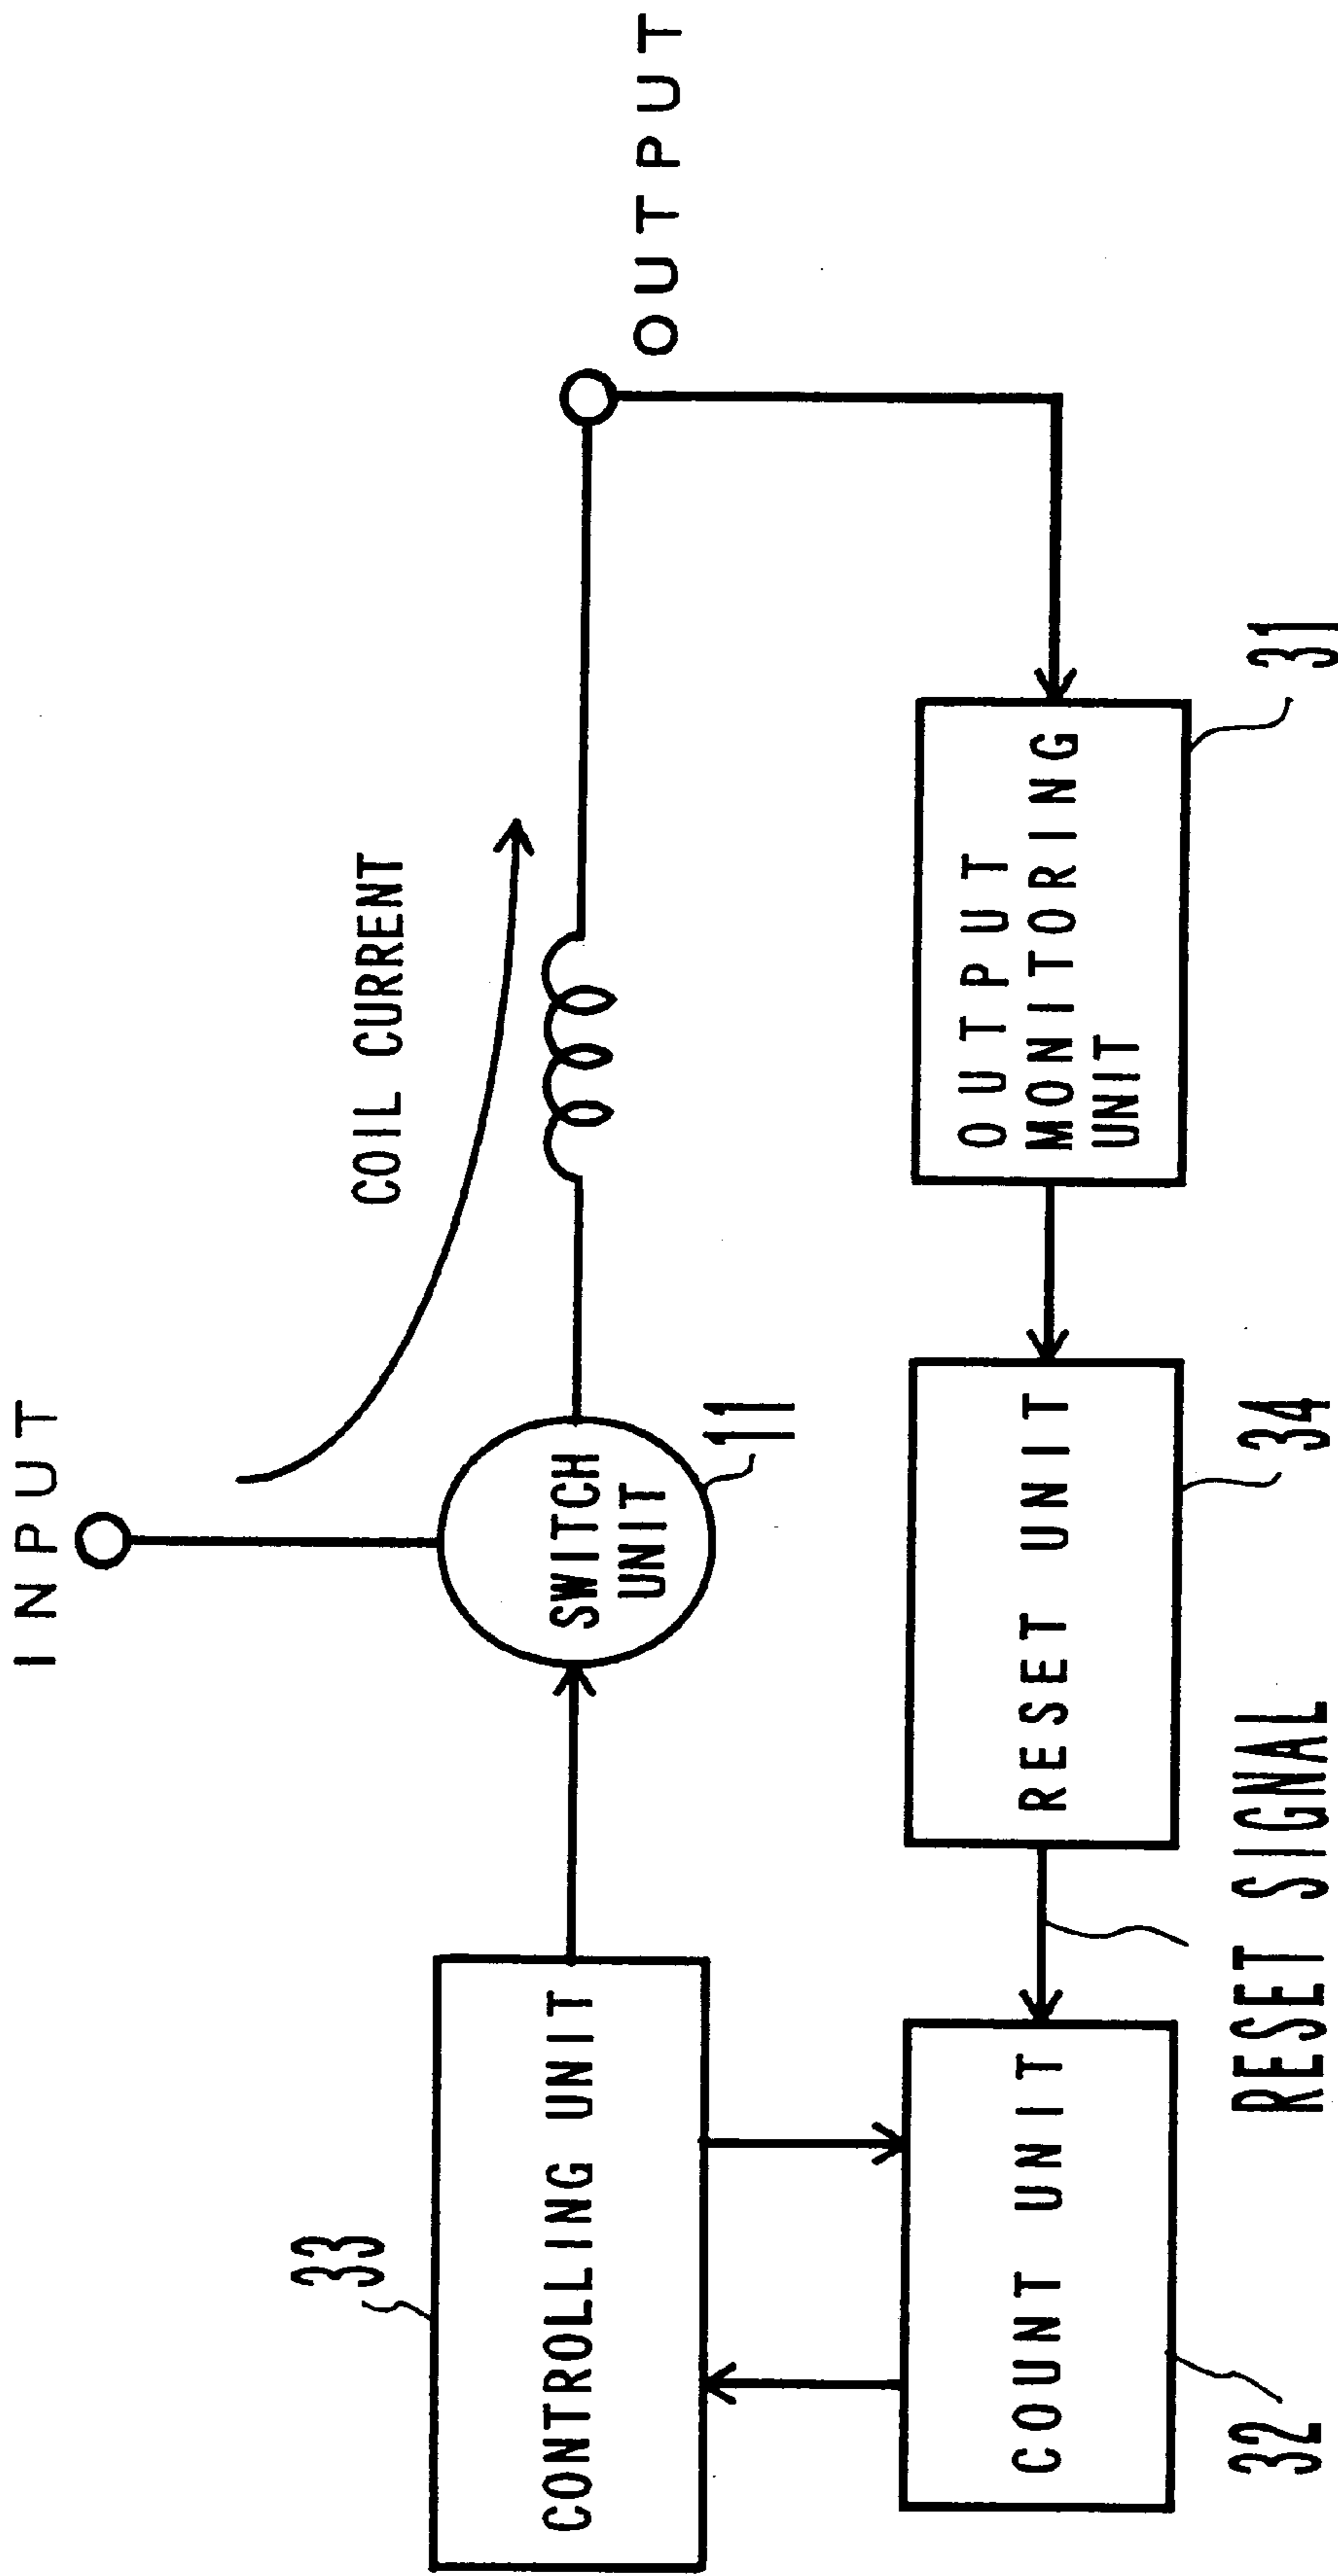 INPUT
COIL CURRENT
OUTPUT
33
CONTROLLING UNIT
SWITCH
UNIT
11
COUNT UNIT
32
RESET SIGNAL
RESET UNIT
34
OUTPUT
MONITORING
UNIT
31